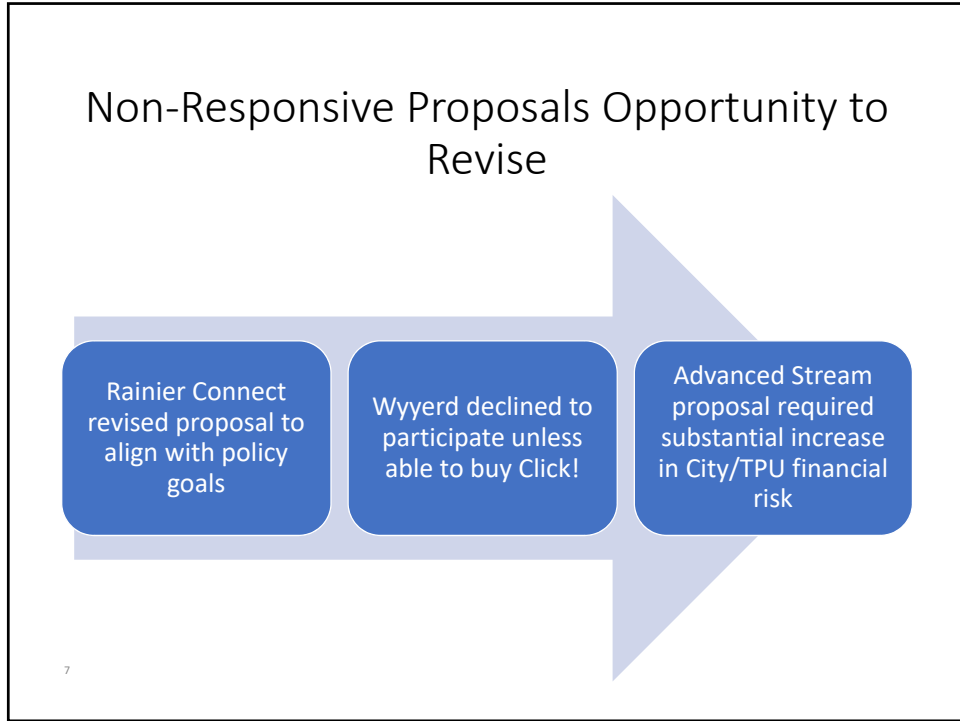 Non-Responsive Proposals Opportunity to
Revise
Rainier Connect
revised proposal to
align with policy
goals
Wyyerd declined to
participate unless
able to buy Click!
Advanced Stream
proposal required
substantial increase
in City/TPU financial
risk
7